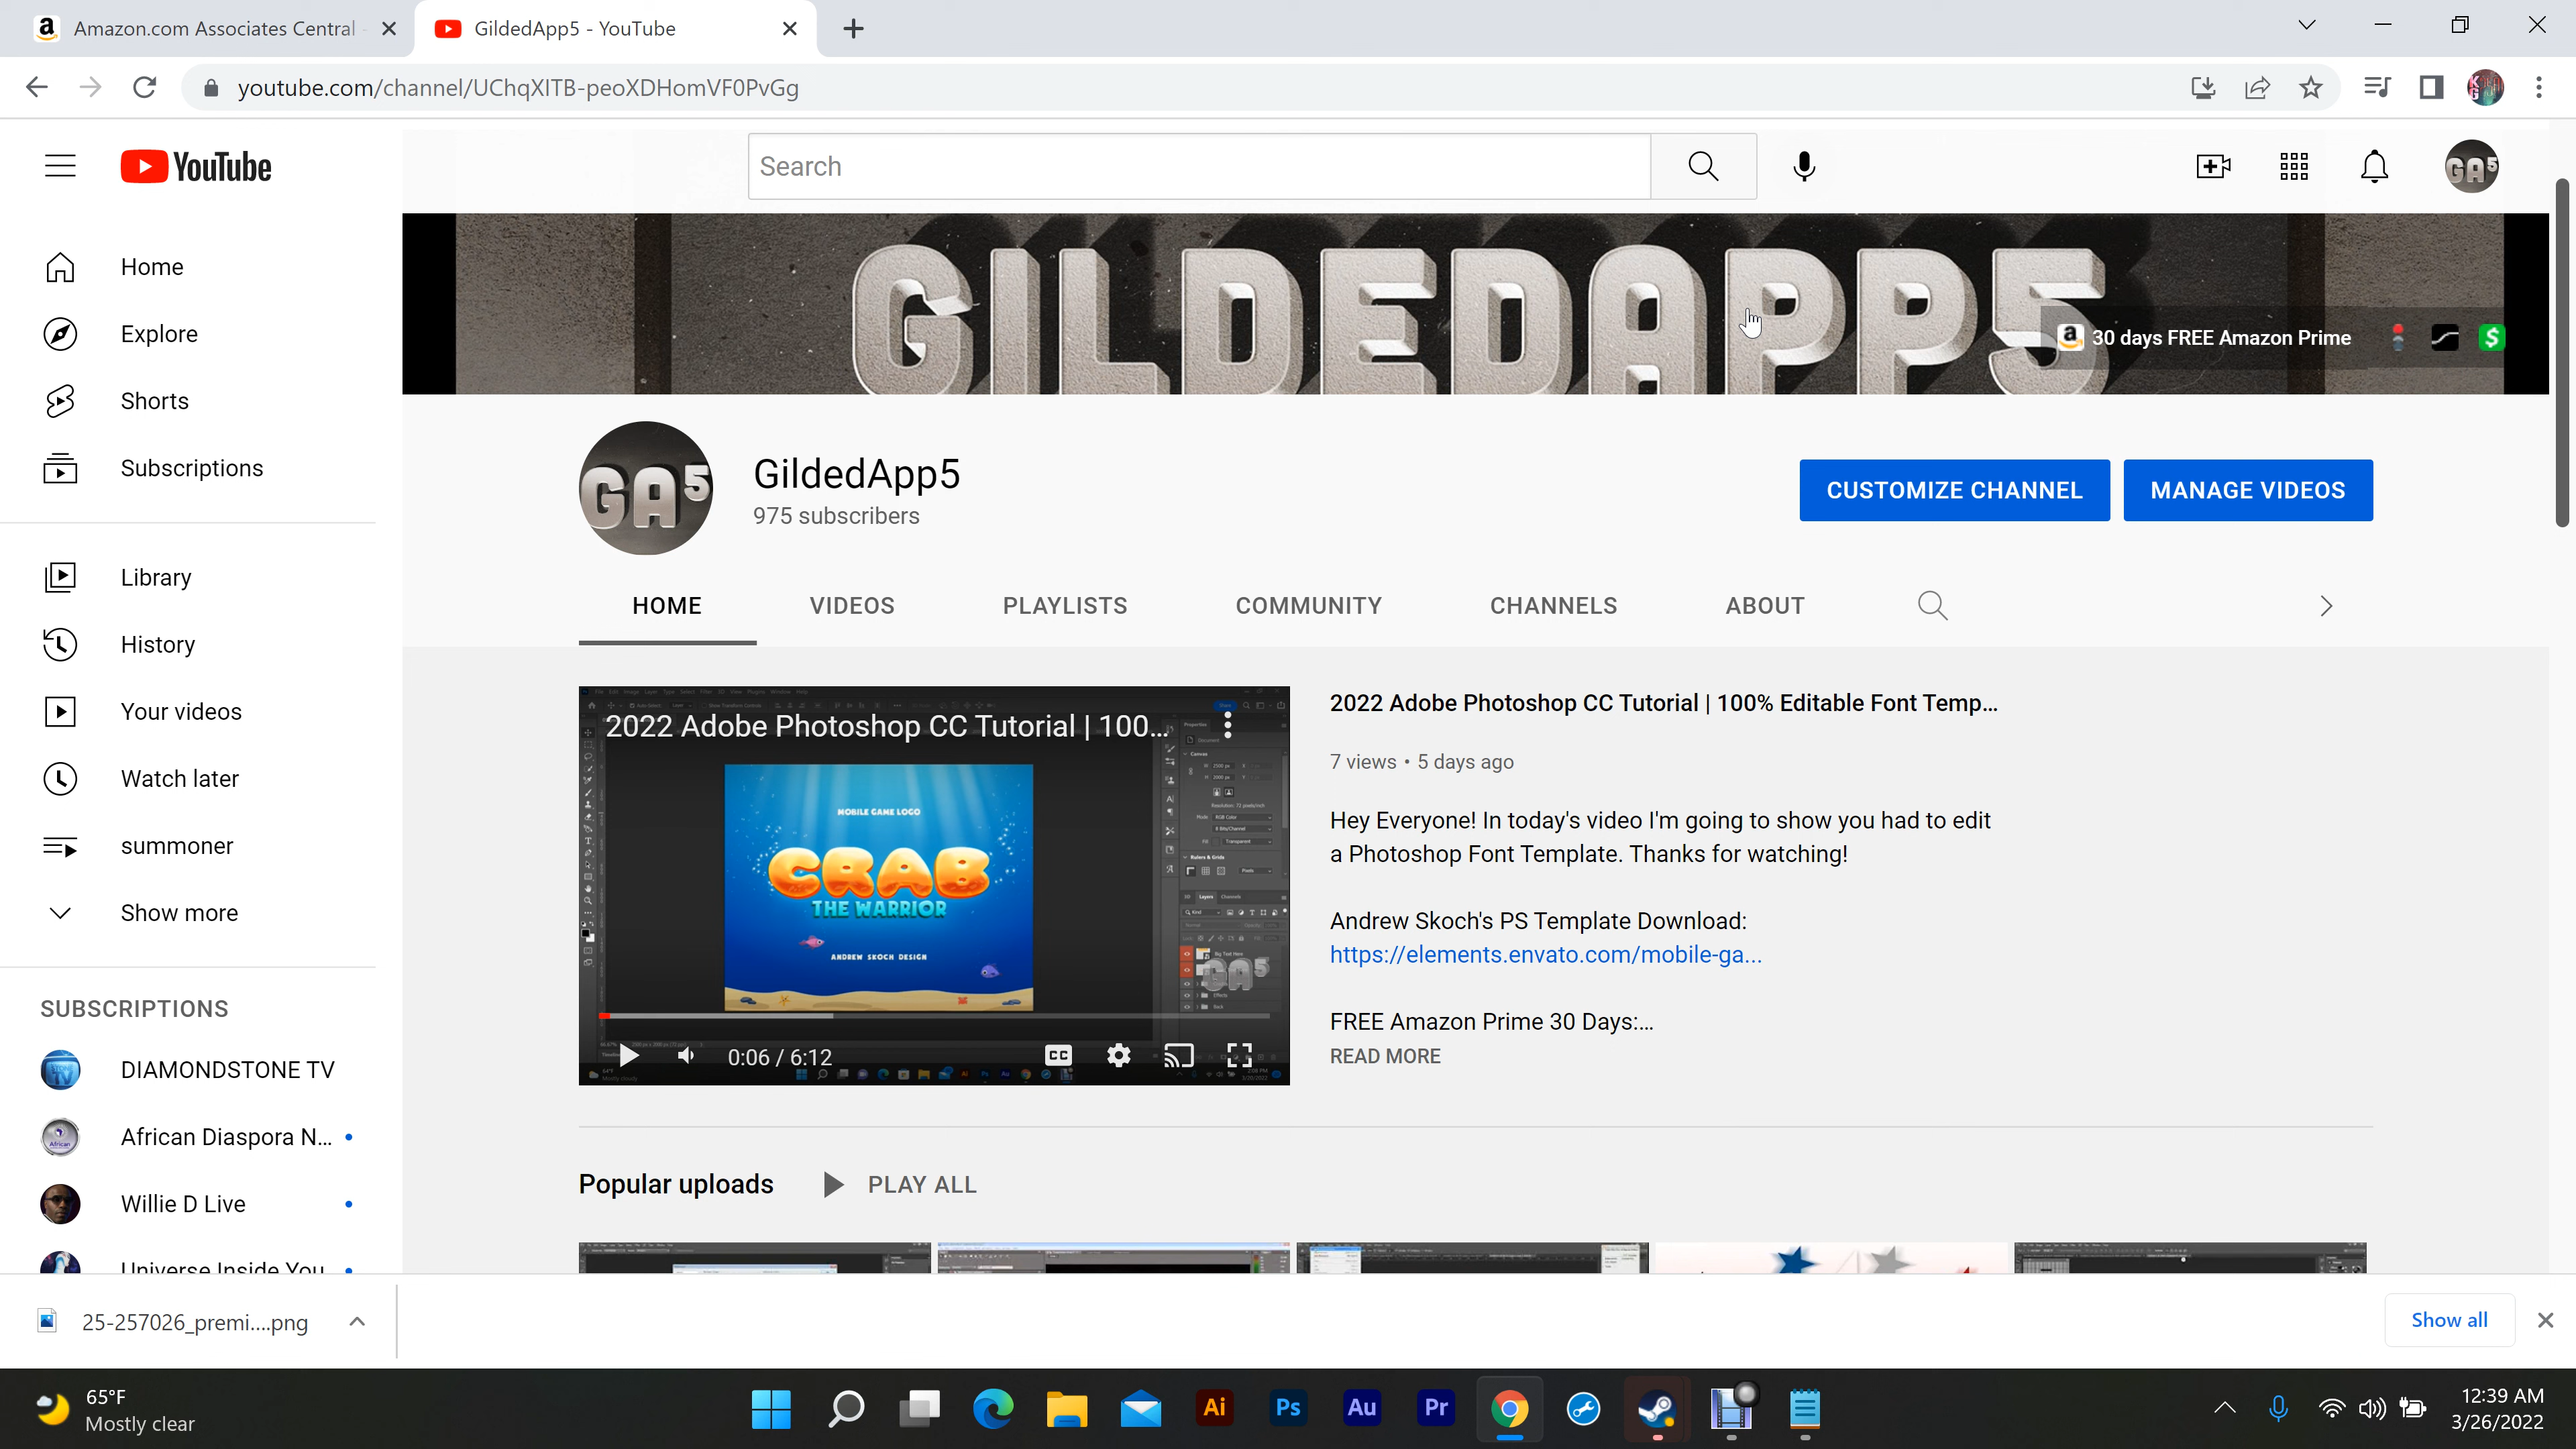 Amazon.com Associates Central -
GildedApp5 - YouTube
youtube.com/channel/UChqXITB-peoXDHomVF0PvGg
YouTube
Search
GA5
Home
Explore
Shorts
Subscriptions
Library
History
Your videos
Watch later
summoner
Show more
SUBSCRIPTIONS
DIAMONDSTONE TV
African Diaspora N...
Willie D Live
Universe Inside You
GILDEDAPP5
30 days FREE Amazon Prime
GA5
GildedApp5
975 subscribers
CUSTOMIZE CHANNEL
MANAGE VIDEOS
HOME
VIDEOS
PLAYLISTS
COMMUNITY
CHANNELS
ABOUT
2022 Adobe Photoshop CC Tutorial | 100...
MOBILE GAME LOGO
CRAB
THE WARRIOR
ANDREW SKOCH DESIGN
GA5
0:06 / 6:12
CC
2022 Adobe Photoshop CC Tutorial | 100% Editable Font Temp...
7 views • 5 days ago
Hey Everyone! In today's video I'm going to show you had to edit
a Photoshop Font Template. Thanks for watching!
Andrew Skoch's PS Template Download:
https://elements.envato.com/mobile-ga...
FREE Amazon Prime 30 Days:...
READ MORE
Popular uploads
PLAY ALL
25-257026_premi....png
Show all
65°F
Mostly clear
Ai
Ps
Au
Pr
12:39 AM
3/26/2022